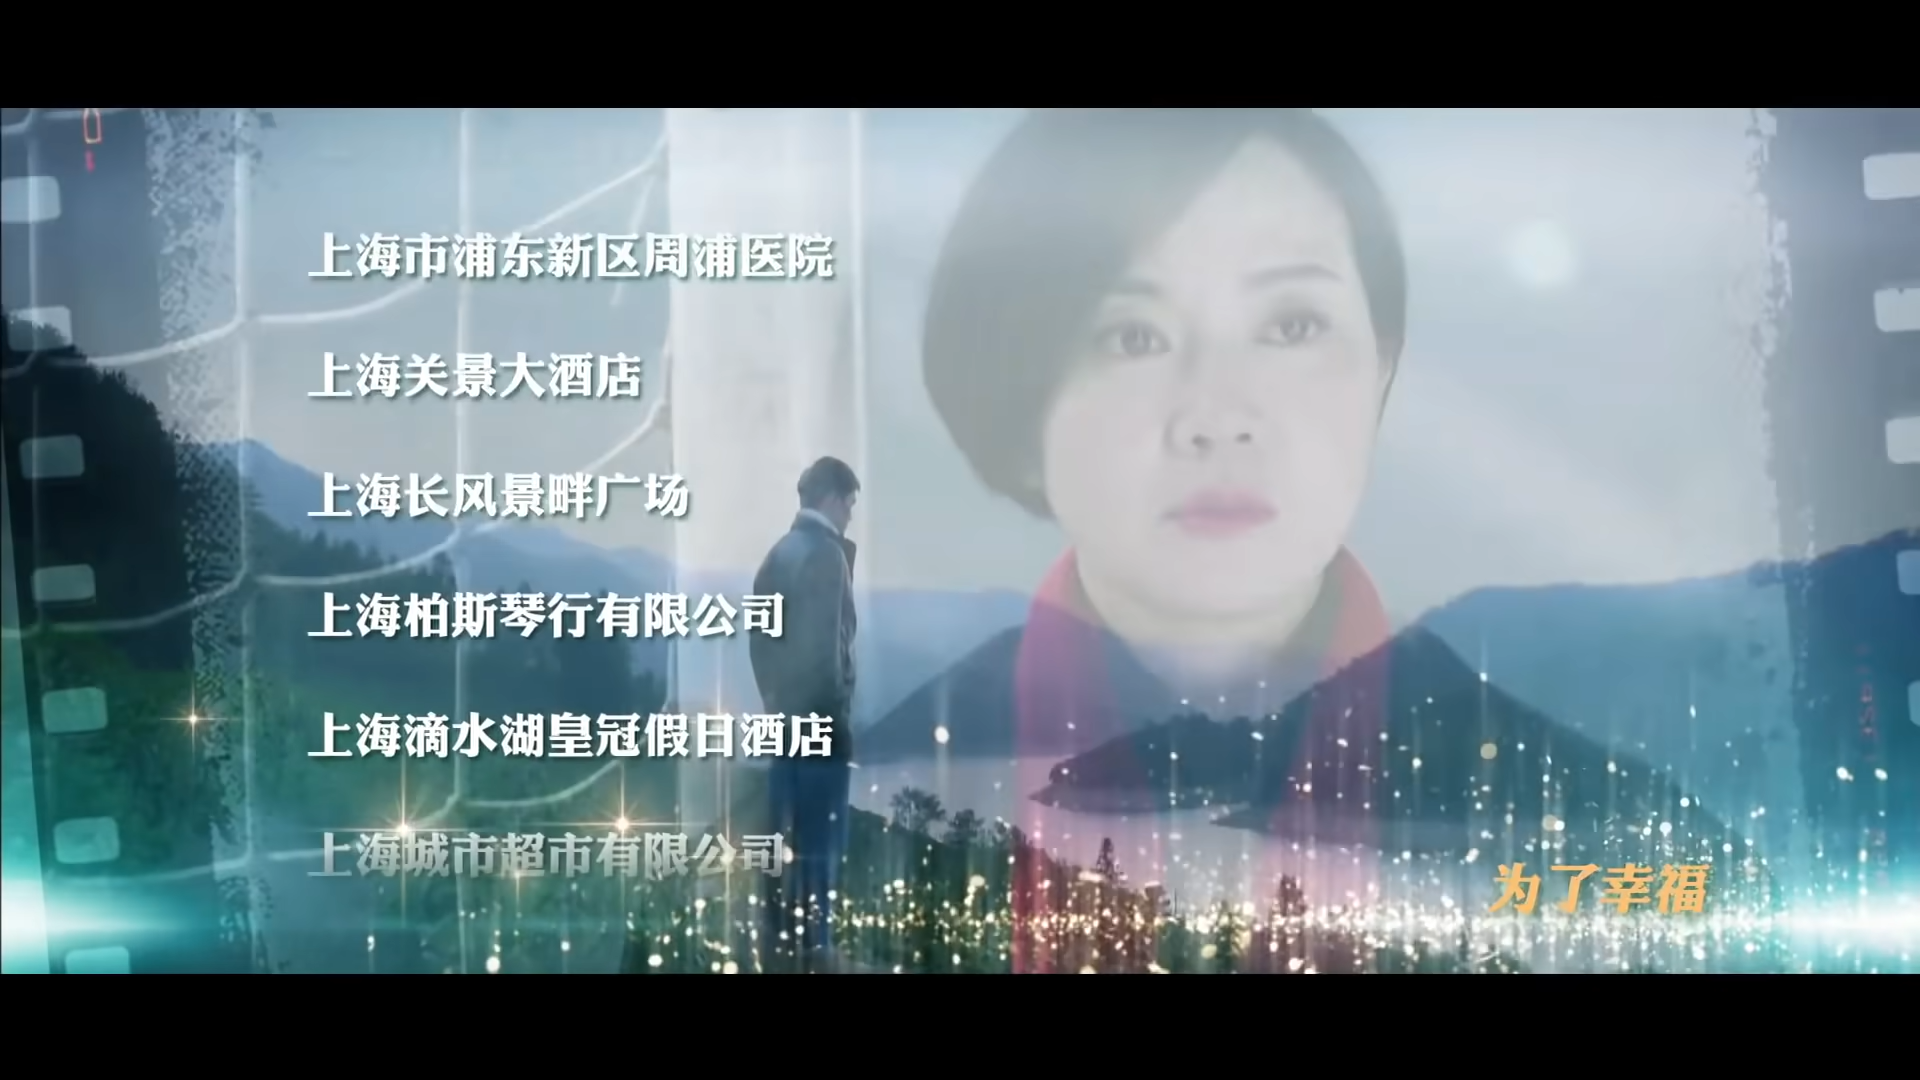 上海市浦东新区周浦医院
上海关景大酒店
上海长风景畔广场
上海柏斯琴行有限公司
上海滴水湖皇冠假日酒店
上海城市超市有限公司
为了幸福